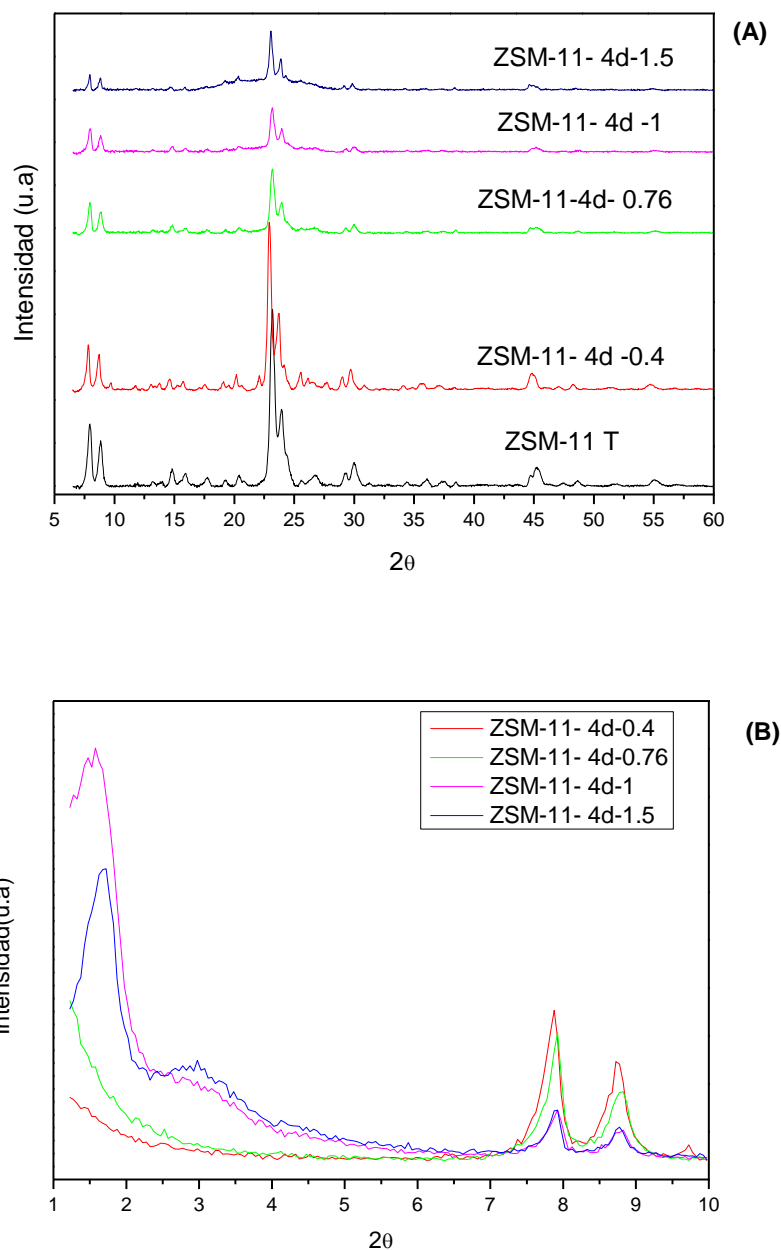 (A)
ZSM-11- 4d-1.5
ZSM-11- 4d -1
ZSM-11-4d- 0.76
ZSM-11- 4d -0.4
ZSM-11 T
Intensidad (u.a)
5 10 15 20 25 30 35 40 45 50 55 60
2θ
(B)
ZSM-11- 4d-0.4
ZSM-11- 4d-0.76
ZSM-11- 4d-1
ZSM-11- 4d-1.5
Intensidad(u.a)
1 2 3 4 5 6 7 8 9 10
2θ